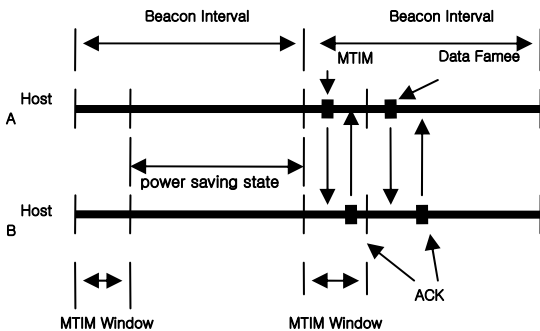 Beacon Interval
Beacon Interval
MTIM
Data Famee
Host
A
power saving state
Host
B
ACK
MTIM Window
MTIM Window